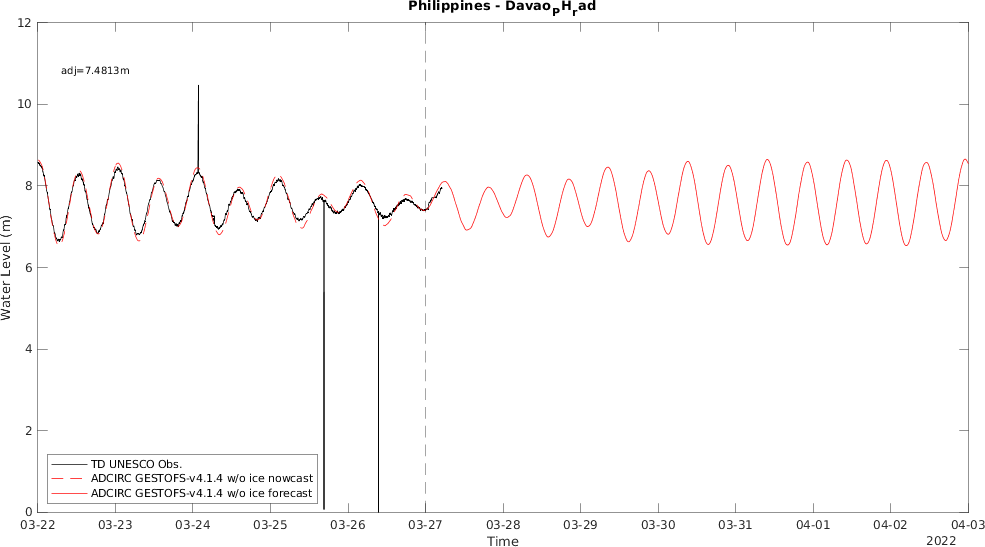 Philippines - Davao_PH_rad
adj=7.4813m
12
10
8
6
4
2
0
Water Level (m)
TD UNESCO Obs.
ADCIRC GESTOFS-v4.1.4 w/o ice nowcast
ADCIRC GESTOFS-v4.1.4 w/o ice forecast
03-22 03-23 03-24 03-25 03-26 03-27 03-28 03-29 03-30 03-31 04-01 04-02 04-03
Time
2022